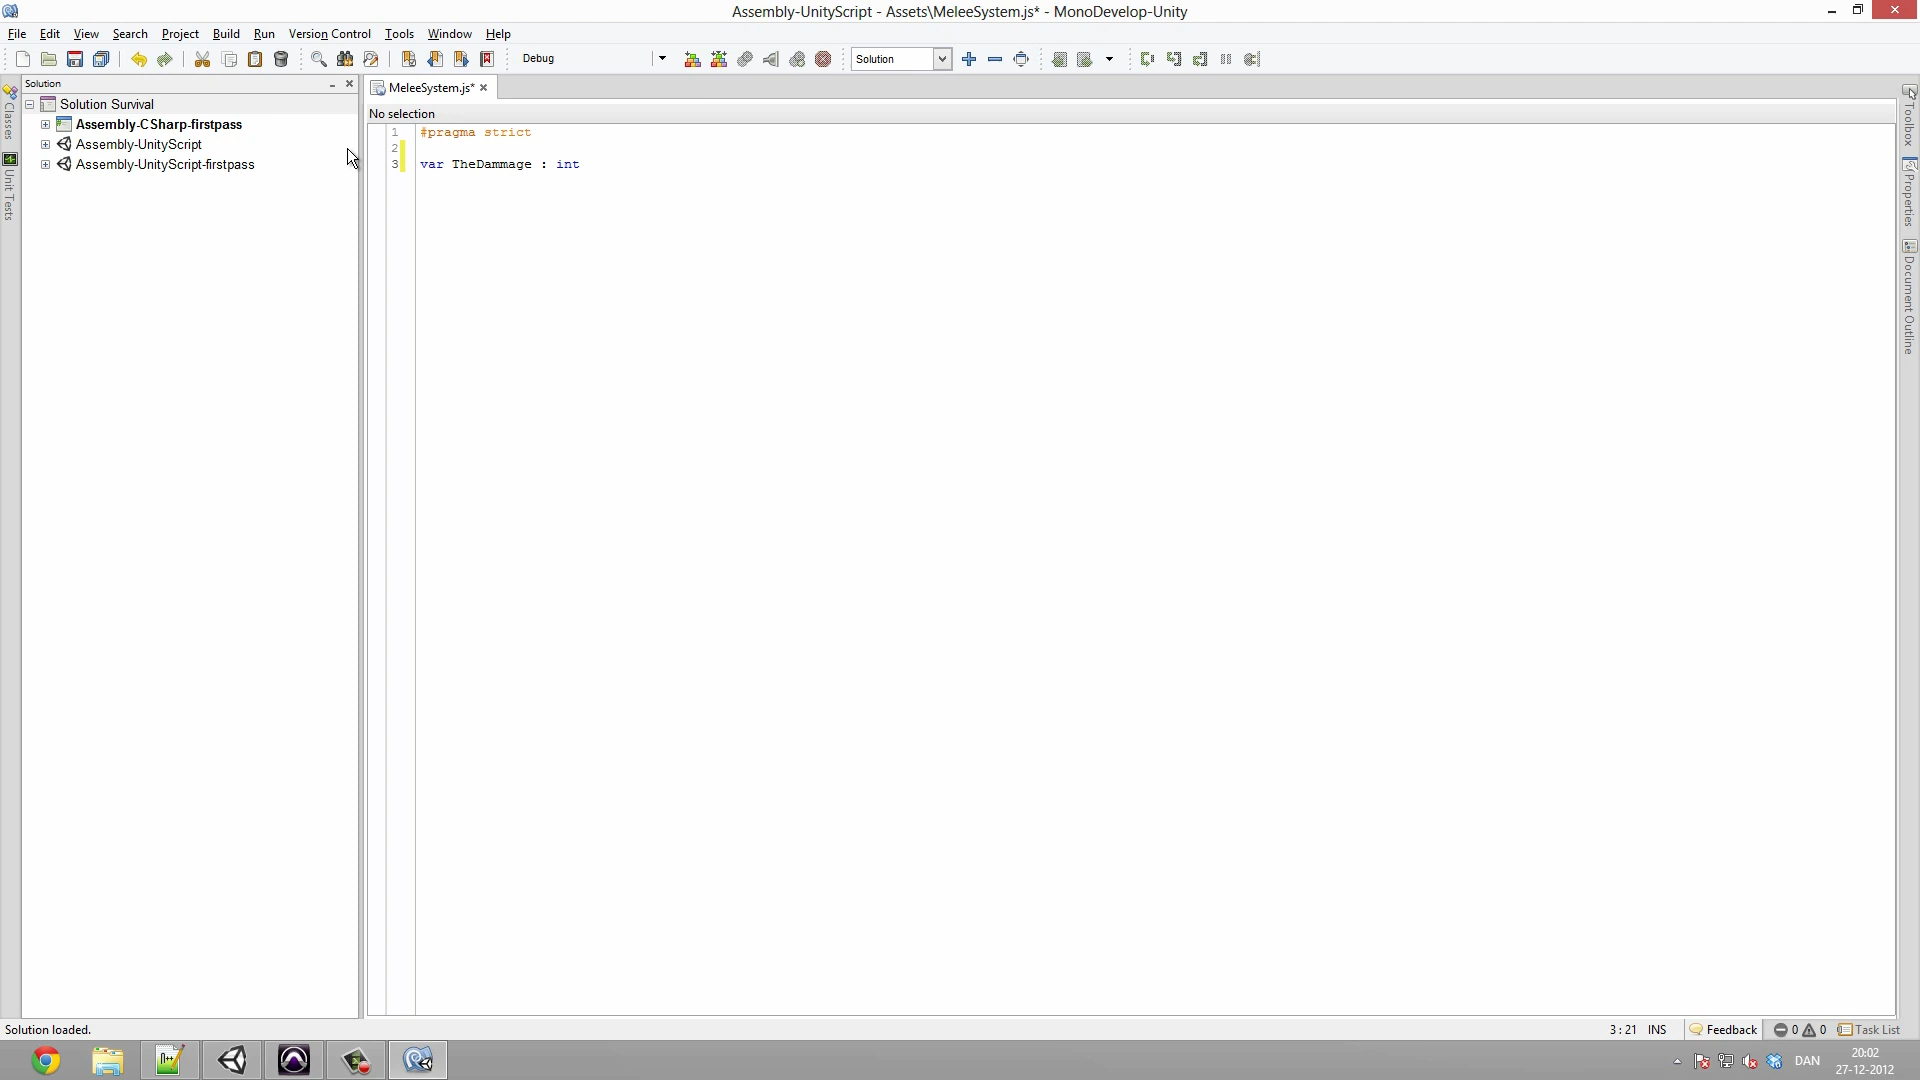 Assembly-UnityScript - Assets\MeleeSystem.js* - MonoDevelop-Unity
File Edit View Search Project Build Run Version Control Tools Window Help
Debug Solution
Solution
MeleeSystem.js*
Solution Survival
No selection
Assembly-CSharp-firstpass
Assembly-UnityScript
Assembly-UnityScript-firstpass
1 #pragma strict
2
3 var TheDammage : int
Classes
Unit Tests
Toolbox
Properties
Document Outline
Solution loaded.
3 : 21 INS Feedback 0 0 Task List
DAN
20:02
27-12-2012